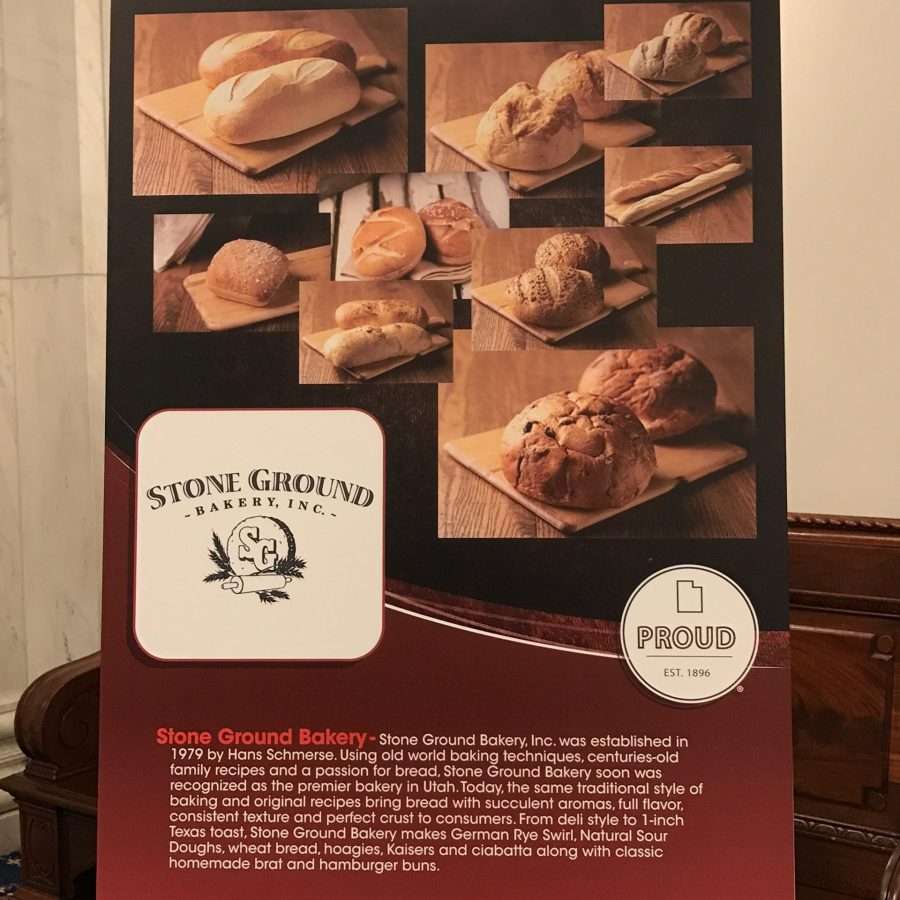 STONE GROUND
- BAKERY, INC. -
SG
PROUD
EST. 1896
®
Stone Ground Bakery - Stone Ground Bakery, Inc. was established in
1979 by Hans Schmerse. Using old world baking techniques, centuries-old
family recipes and a passion for bread, Stone Ground Bakery soon was
recognized as the premier bakery in Utah. Today, the same traditional style of
baking and original recipes bring bread with succulent aromas, full flavor,
consistent texture and perfect crust to consumers. From deli style to 1-inch
Texas toast, Stone Ground Bakery makes German Rye Swirl, Natural Sour
Doughs, wheat bread, hoagies, Kaisers and ciabatta along with classic
homemade brat and hamburger buns.